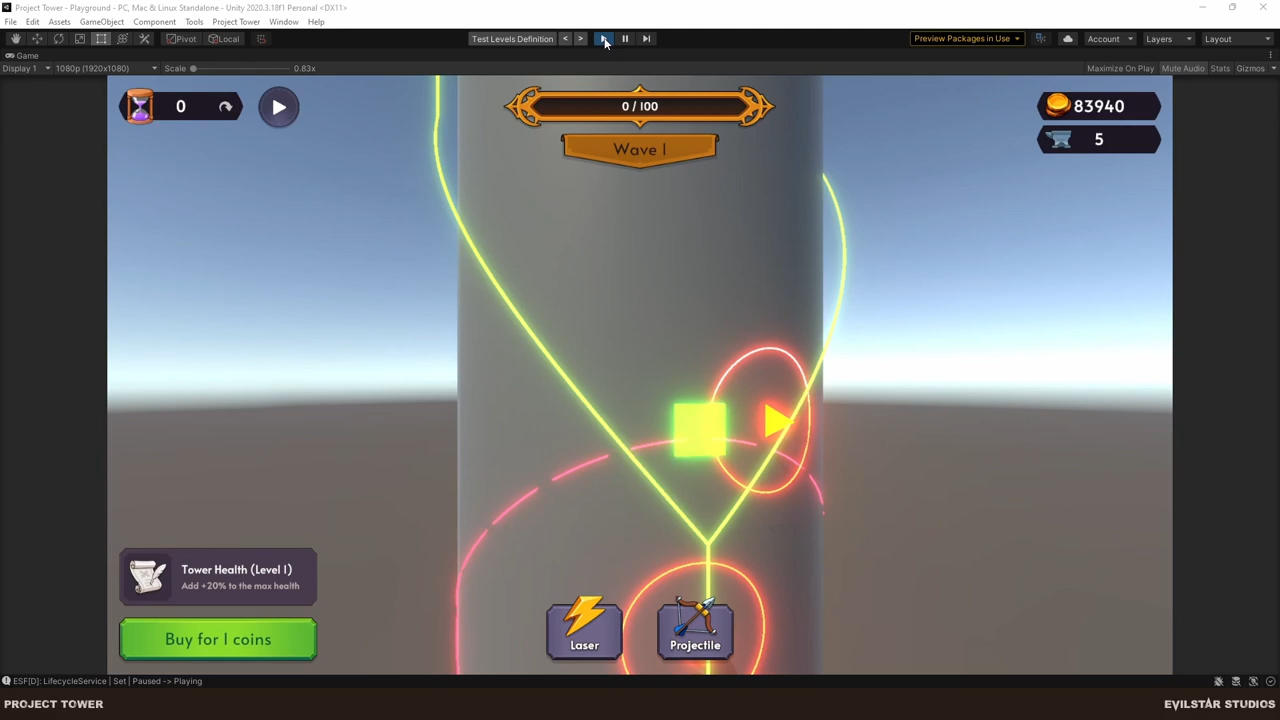 Project Tower - Playground - PC, Mac & Linux Standalone - Unity 2020.3.18f1 Personal <DX11>
File Edit Assets GameObject Component Tools Project Tower Window Help
Pivot Local Test Levels Definition < > Preview Packages in Use Account Layers Layout
Game
Display 1 1080p (1920x1080) Scale 0.83x Maximize On Play Mute Audio Stats Gizmos
0
0 / 100
83940
Wave 1
5
Tower Health (Level 1)
Add +20% to the max health
Buy for 1 coins
Laser
Projectile
ESF[D]: LifecycleService | Set | Paused -> Playing
PROJECT TOWER
EVILSTAR STUDIOS